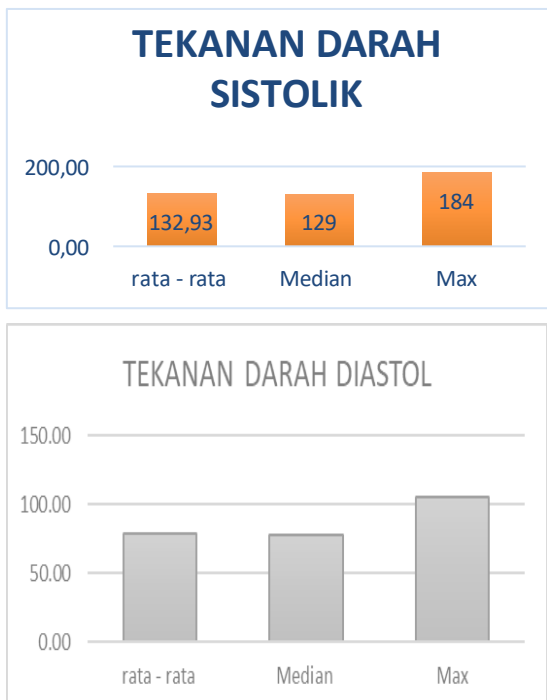 TEKANAN DARAH
SISTOLIK
200,00
0,00
132,93
129
184
rata - rata
Median
Max
TEKANAN DARAH DIASTOL
150.00
100.00
50.00
0.00
rata - rata
Median
Max